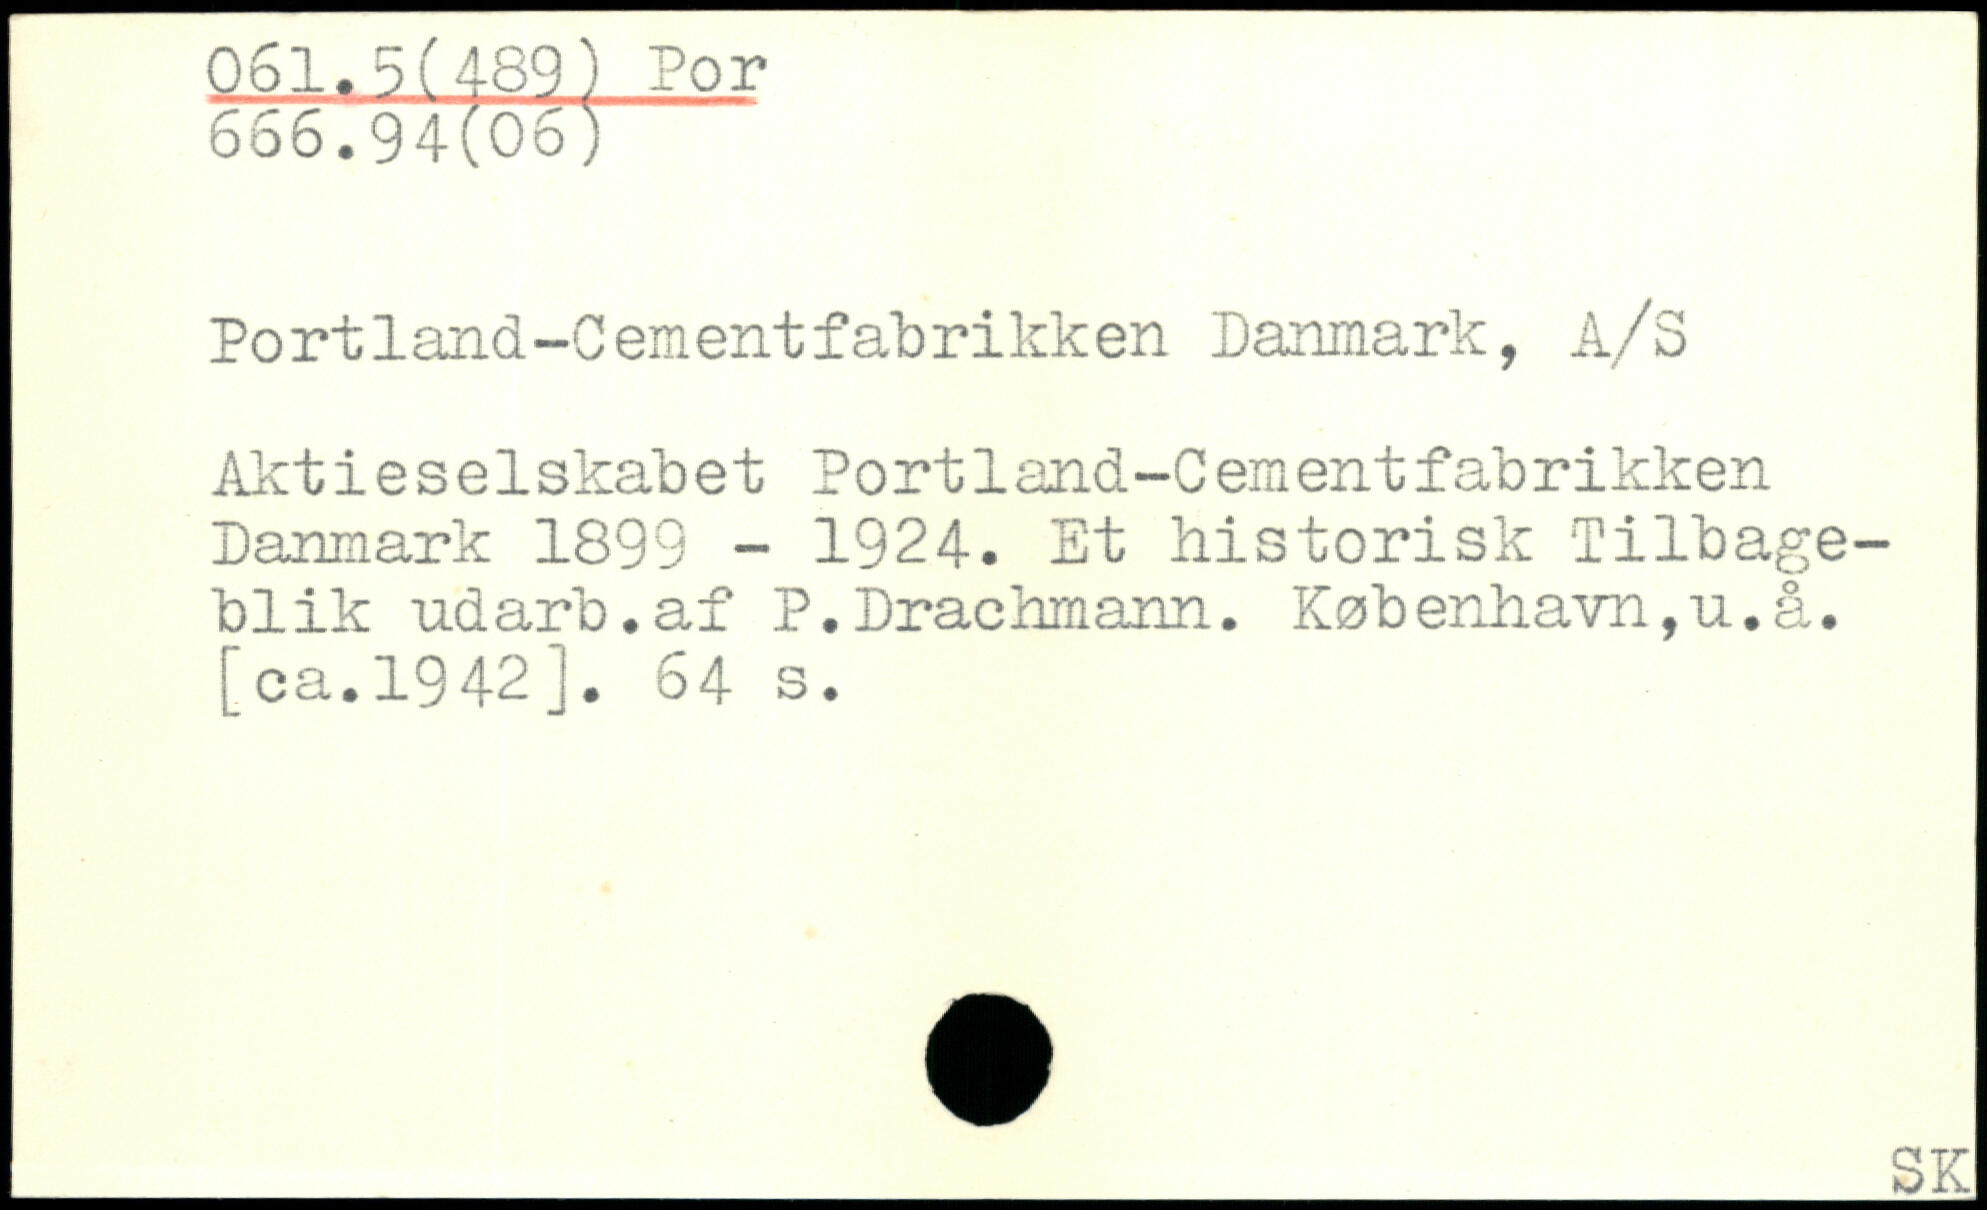 061.5(489) Por
666.94(06)
Portland-Cementfabrikken Danmark, A/S
Aktieselskabet Portland-Cementfabrikken
Danmark 1899 - 1924. Et historisk Tilbage-
blik udarb.af P.Drachmann. København,u.å.
[ca.1942]. 64 s.
SK